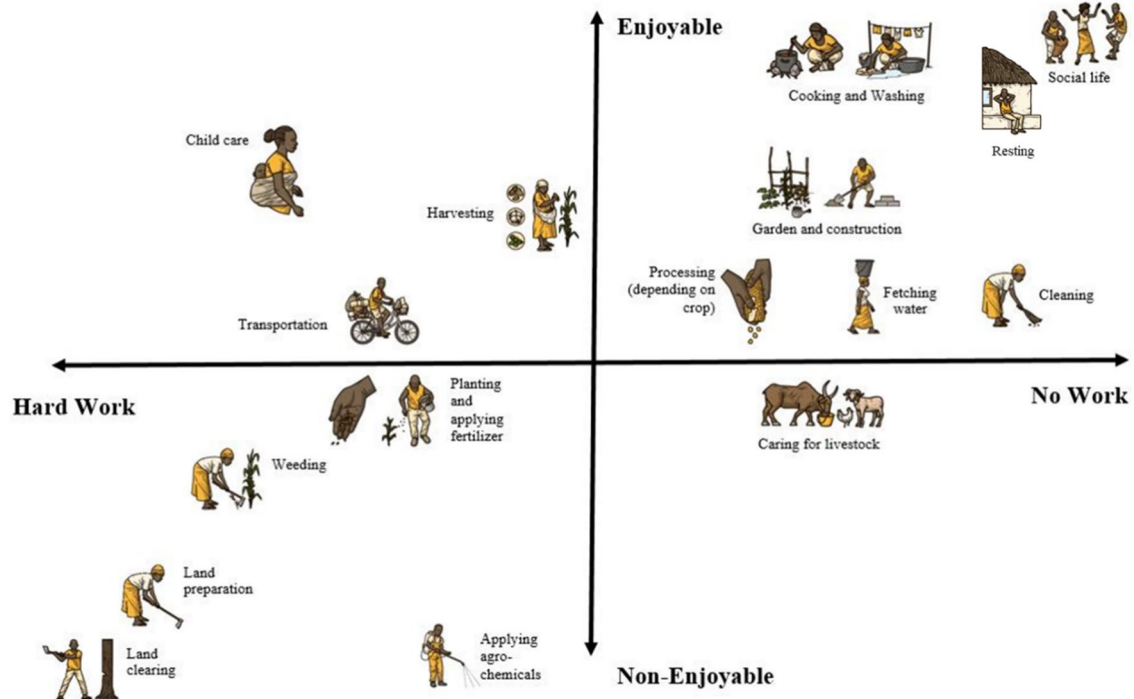 Enjoyable
Cooking and Washing
Social life
Resting
Child care
Harvesting
Garden and construction
Processing
(depending on
crop)
Fetching
water
Cleaning
Transportation
Hard Work
No Work
Planting
and
applying
fertilizer
Caring for livestock
Weeding
Land
preparation
Land
clearing
Applying
agro-
chemicals
Non-Enjoyable